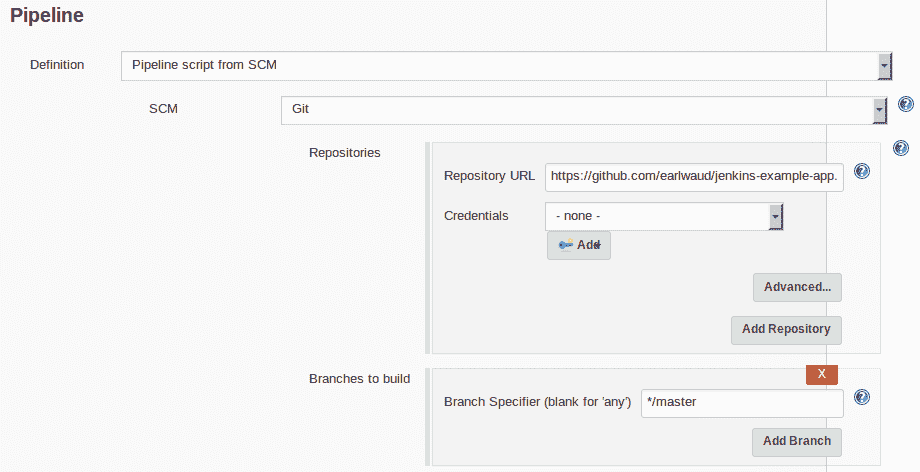 Pipeline
Definition
Pipeline script from SCM
SCM
Git
Repositories
Repository URL
https://github.com/earlwaud/jenkins-example-app.
Credentials
- none -
Add
Advanced...
Add Repository
Branches to build
X
Branch Specifier (blank for 'any')
*/master
Add Branch